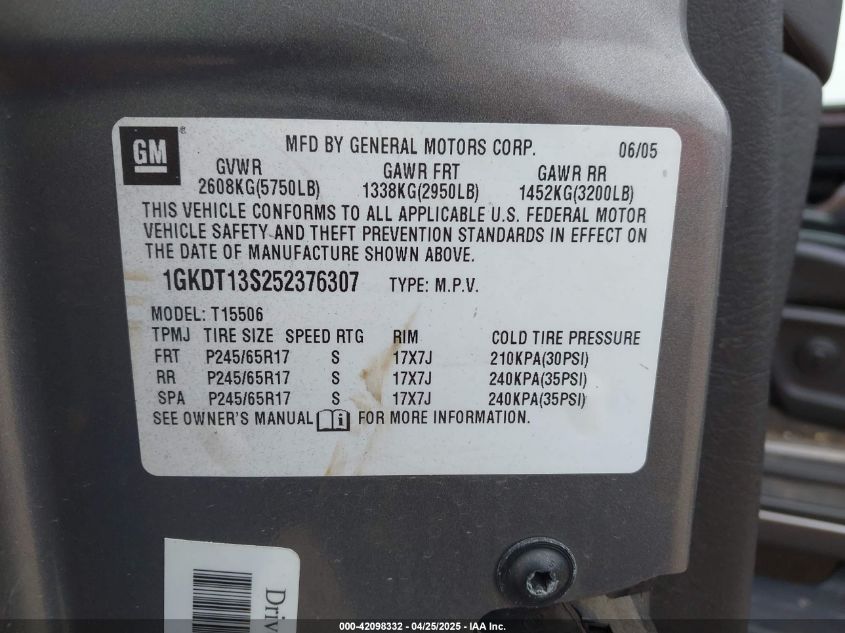 GM®
MFD BY GENERAL MOTORS CORP. 06/05
GVWR GAWR FRT GAWR RR
2608KG(5750LB) 1338KG(2950LB) 1452KG(3200LB)
THIS VEHICLE CONFORMS TO ALL APPLICABLE U.S. FEDERAL MOTOR
VEHICLE SAFETY AND THEFT PREVENTION STANDARDS IN EFFECT ON
THE DATE OF MANUFACTURE SHOWN ABOVE.
1GKDT13S252376307 TYPE: M.P.V.
MODEL: T15506
TPMJ TIRE SIZE SPEED RTG RIM COLD TIRE PRESSURE
FRT P245/65R17 S 17X7J 210KPA(30PSI)
RR P245/65R17 S 17X7J 240KPA(35PSI)
SPA P245/65R17 S 17X7J 240KPA(35PSI)
SEE OWNER'S MANUAL i FOR MORE INFORMATION.
Driv
000-42098332 - 04/25/2025 - IAA Inc.